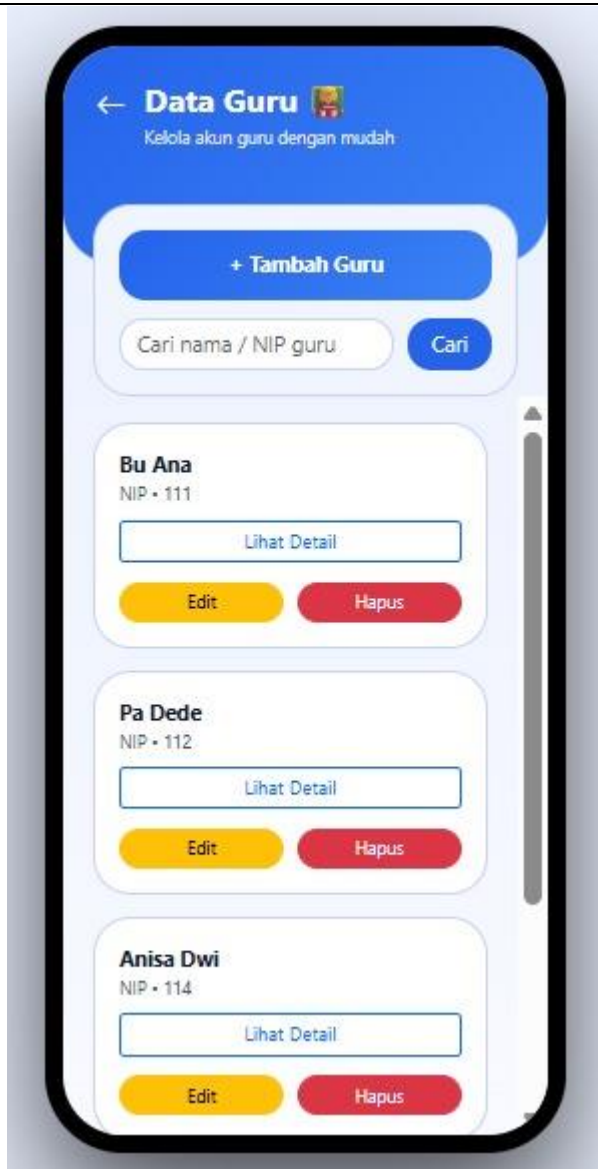 ← Data Guru 👩‍🏫
Kelola akun guru dengan mudah
+ Tambah Guru
Cari nama / NIP guru Cari
Bu Ana
NIP • 111
Lihat Detail
Edit Hapus
Pa Dede
NIP • 112
Lihat Detail
Edit Hapus
Anisa Dwi
NIP • 114
Lihat Detail
Edit Hapus